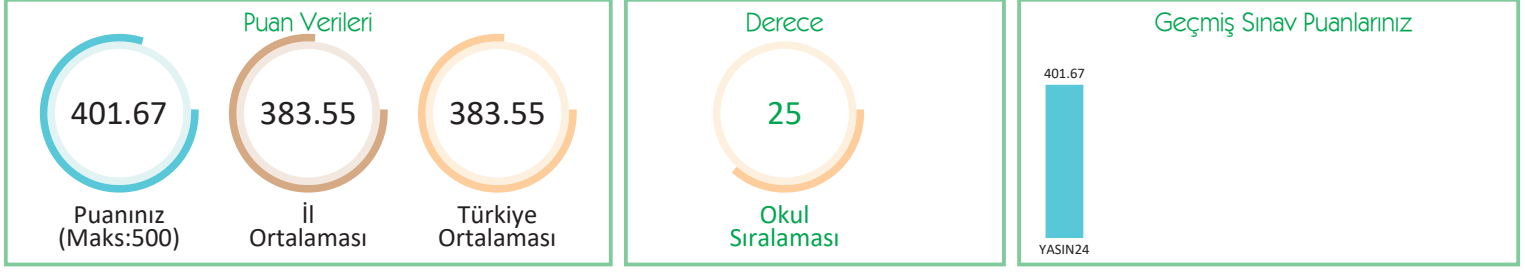 Puan Verileri
401.67
383.55
383.55
Puanınız
(Maks:500)
İl
Ortalaması
Türkiye
Ortalaması
Derece
25
Okul
Sıralaması
Geçmiş Sınav Puanlarınız
401.67
YASIN24